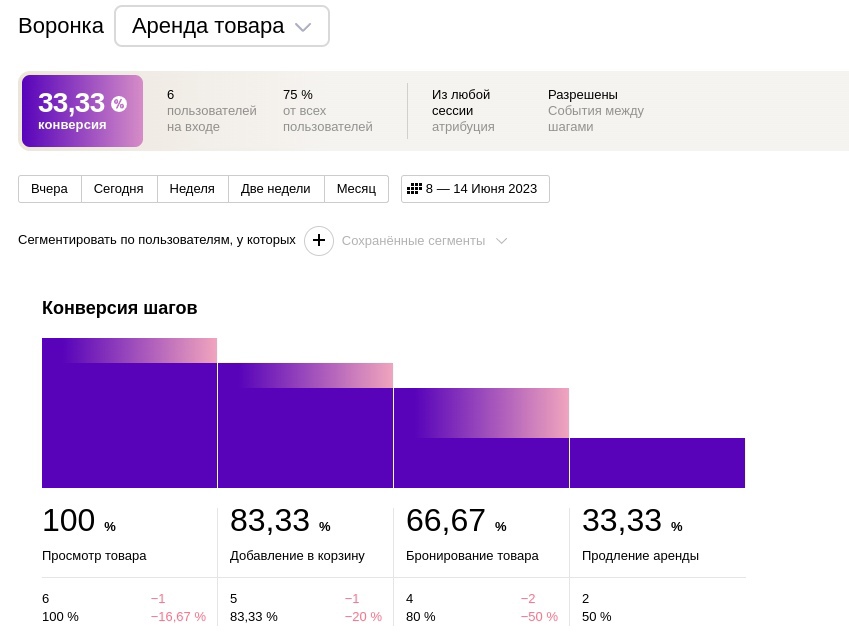 Воронка Аренда товара
33,33 %
конверсия
6
пользователей
на входе
75 %
от всех
пользователей
Из любой
сессии
атрибуция
Разрешены
События между
шагами
Вчера Сегодня Неделя Две недели Месяц 8 — 14 Июня 2023
Сегментировать по пользователям, у которых + Сохранённые сегменты
Конверсия шагов
100 % 83,33 % 66,67 % 33,33 %
Просмотр товара Добавление в корзину Бронирование товара Продление аренды
6 −1 5 −1 4 −2 2
100 % −16,67 % 83,33 % −20 % 80 % −50 % 50 %